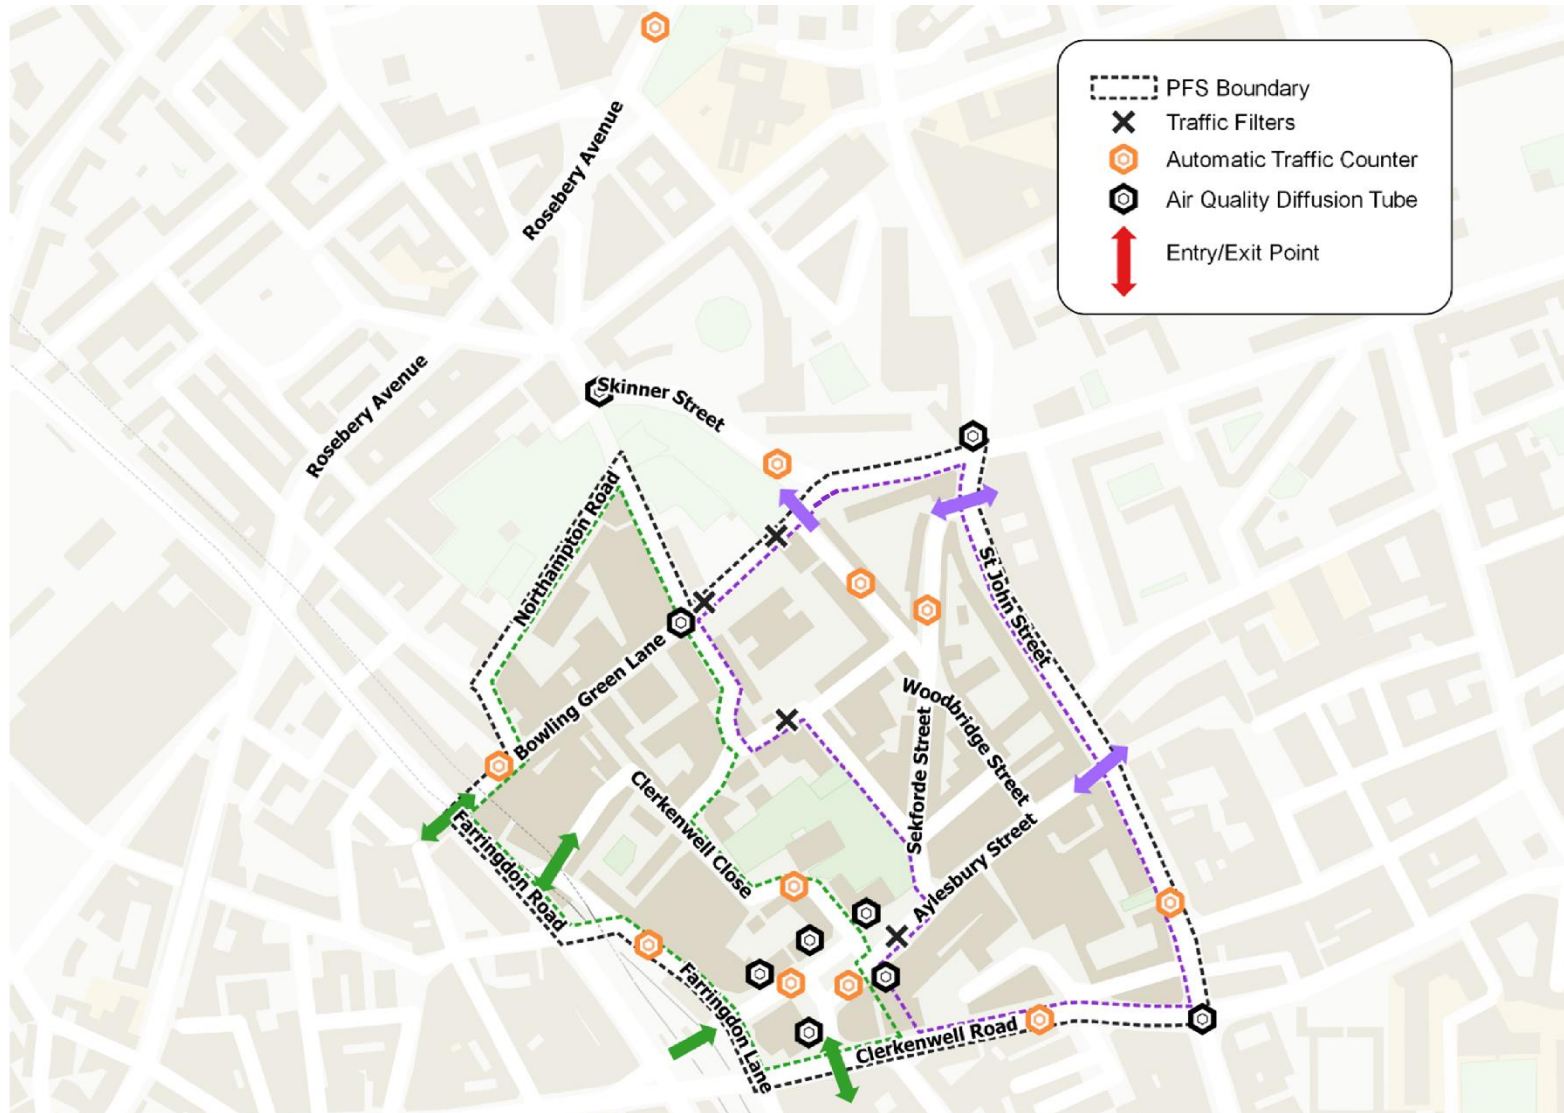 Rosebery Avenue
PFS Boundary
Traffic Filters
Automatic Traffic Counter
Air Quality Diffusion Tube
Entry/Exit Point
Rosebery Avenue
Skinner Street
Northampton Road
St John Street
Bowling Green Lane
Woodbridge Street
Sekforde Street
Clerkenwell Close
Farringdon Road
Aylesbury Street
Farringdon Lane
Clerkenwell Road